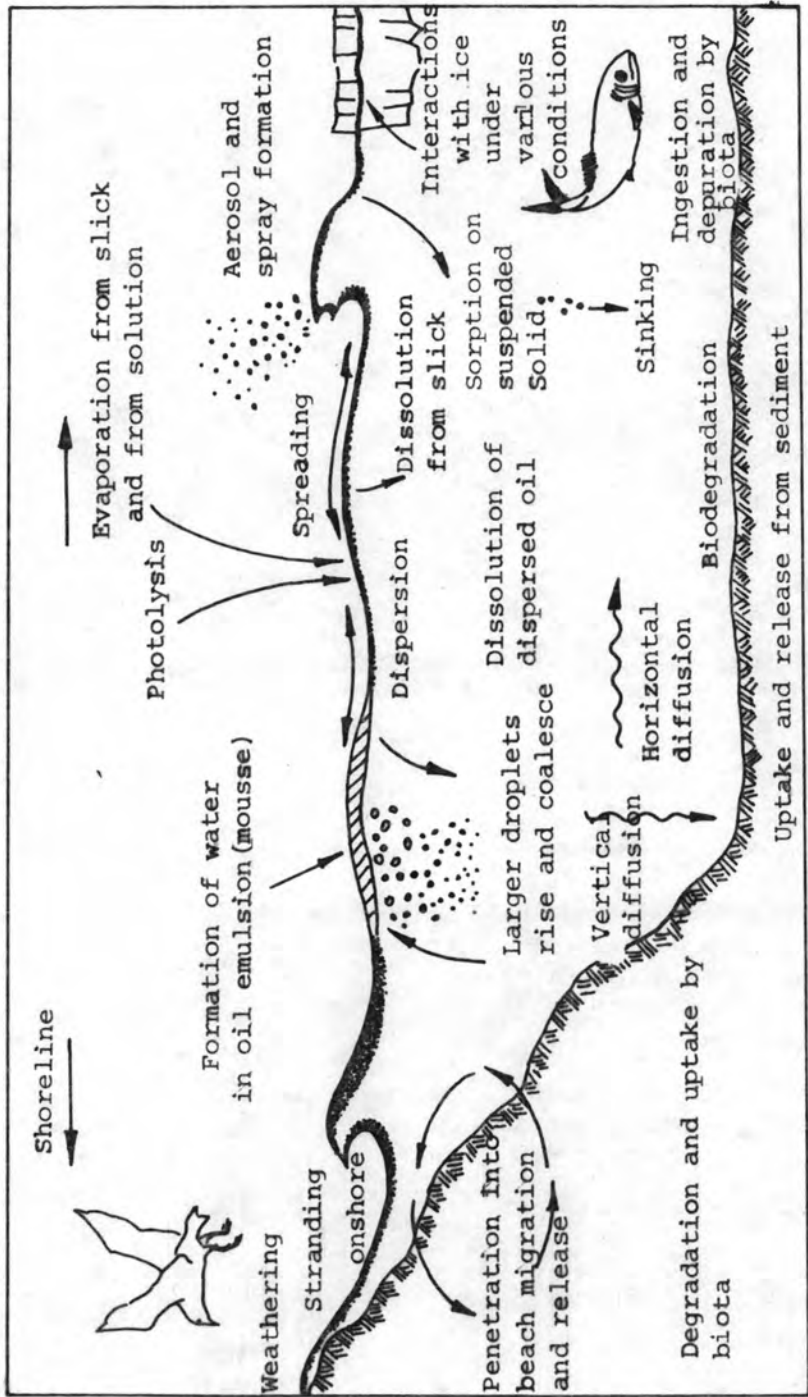 Shoreline
Evaporation from slick
and from solution
Photolysis
Aerosol and
spray formation
Formation of water
in oil emulsion(mousse)
Spreading
Weathering
Stranding
onshore
Dispersion
Dissolution
from slick
Interactions
with ice
under
various
conditions
Sorption on
suspended
Solid
Sinking
Larger droplets
rise and coalesce
Dissolution of
dispersed oil
Penetration into
beach migration
and release
Vertical
diffusion
Horizontal
diffusion
Biodegradation
Ingestion and
depuration by
biota
Degradation and uptake by
biota
Uptake and release from sediment